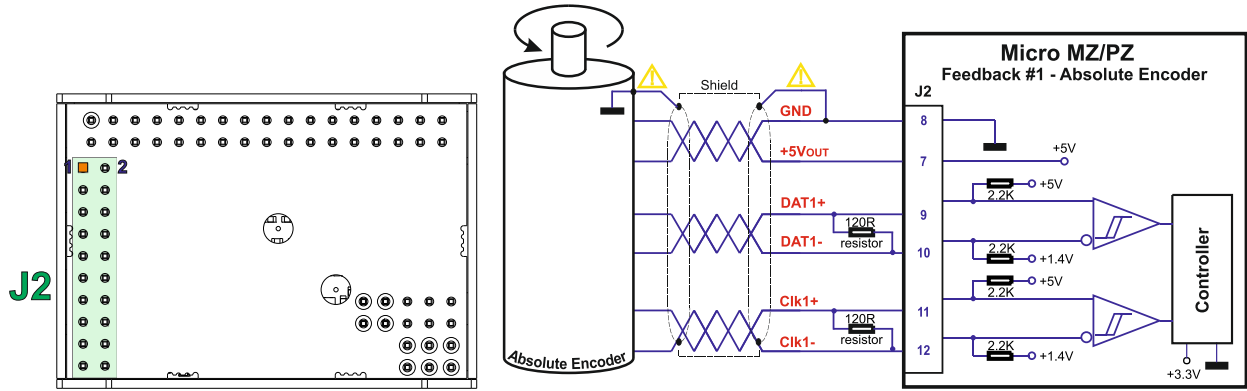 1
2
J2
Absolute Encoder
Shield
GND
+5VOUT
DAT1+
120R
resistor
DAT1-
Clk1+
120R
resistor
Clk1-
Micro MZ/PZ
Feedback #1 - Absolute Encoder
J2
8
7
+5V
+5V
2.2K
9
10
2.2K
+1.4V
+5V
2.2K
11
12
2.2K
+1.4V
Controller
+3.3V